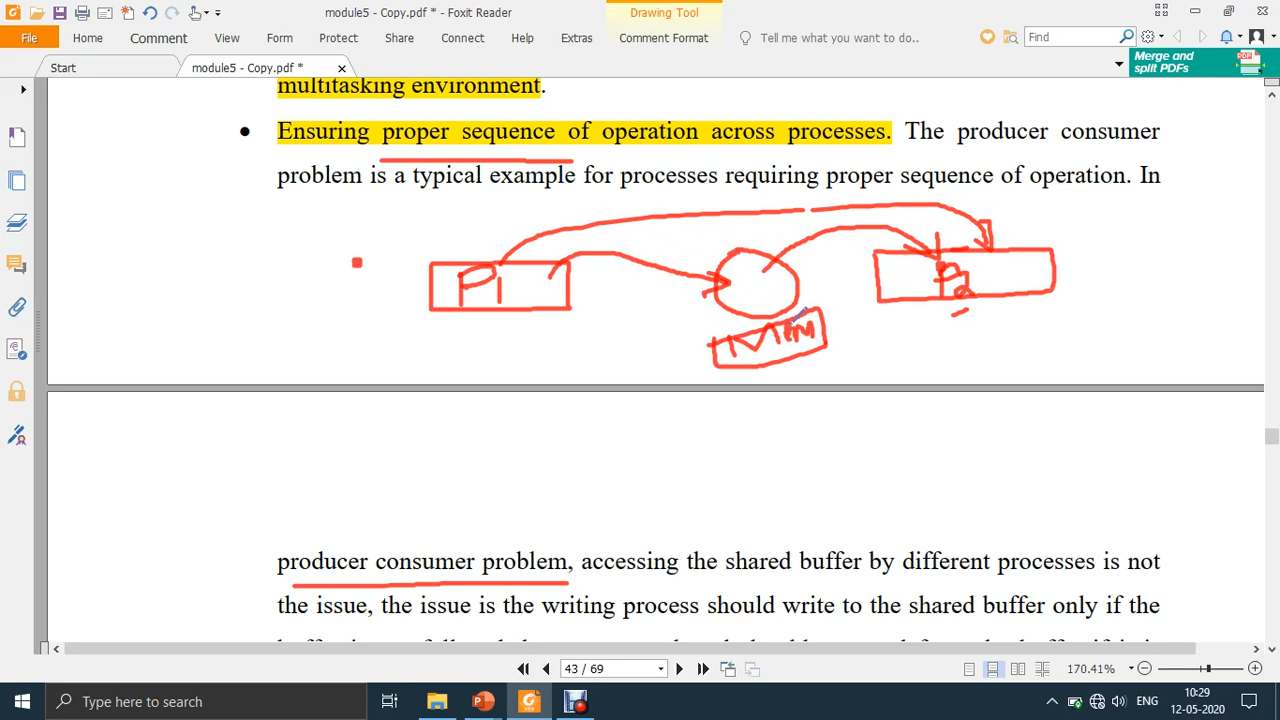 module5 - Copy.pdf * - Foxit Reader
Drawing Tool
File
Home
Comment
View
Form
Protect
Share
Connect
Help
Extras
Comment Format
Tell me what you want to do..
Find
Start
module5 - Copy.pdf *
Merge and
split PDFs
multitasking environment.
• Ensuring proper sequence of operation across processes. The producer consumer
problem is a typical example for processes requiring proper sequence of operation. In
P1
Mem
producer consumer problem, accessing the shared buffer by different processes is not
the issue, the issue is the writing process should write to the shared buffer only if the
43 / 69
170.41%
Type here to search
ENG
10:29
12-05-2020